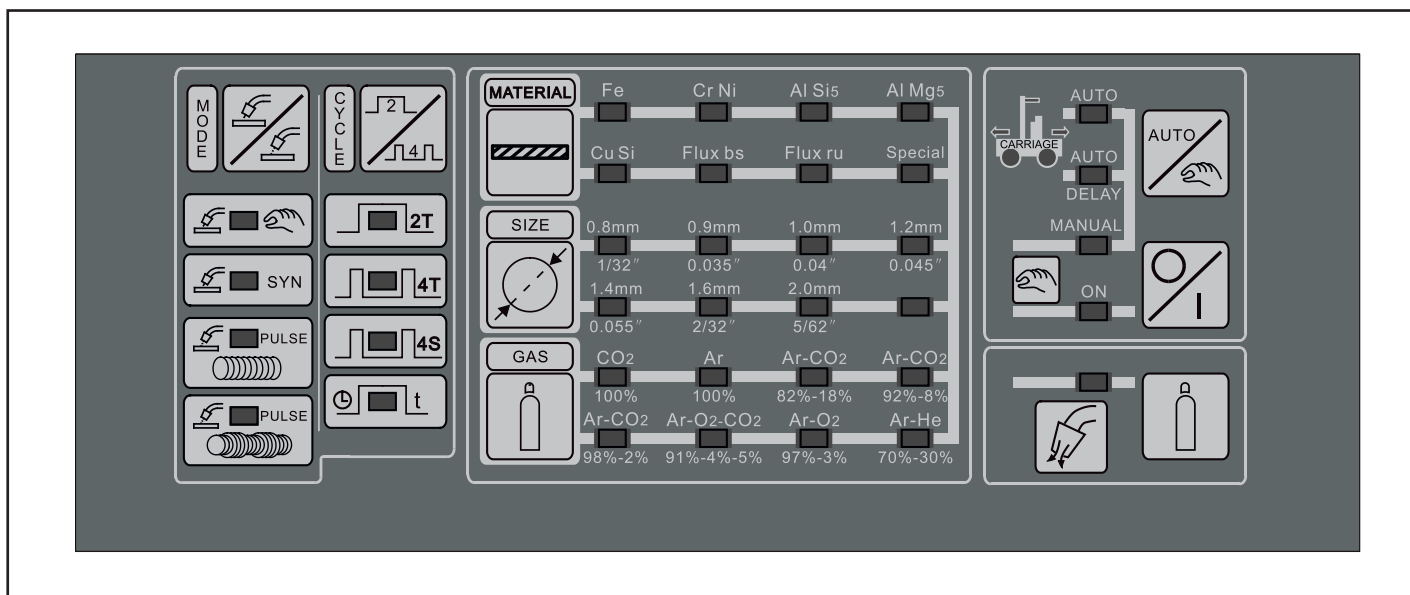 MODE
CYCLE
2
4
SYN
PULSE
PULSE
2T
4T
4S
t
MATERIAL
Fe Cr Ni Al Si5 Al Mg5
Cu Si Flux bs Flux ru Special
SIZE
0.8mm 0.9mm 1.0mm 1.2mm
1/32″ 0.035″ 0.04″ 0.045″
1.4mm 1.6mm 2.0mm
0.055″ 2/32″ 5/62″
GAS
CO2 Ar Ar-CO2 Ar-CO2
100% 100% 82%-18% 92%-8%
Ar-CO2 Ar-O2-CO2 Ar-O2 Ar-He
98%-2% 91%-4%-5% 97%-3% 70%-30%
CARRIAGE
AUTO
AUTO
DELAY
MANUAL
ON
AUTO
I